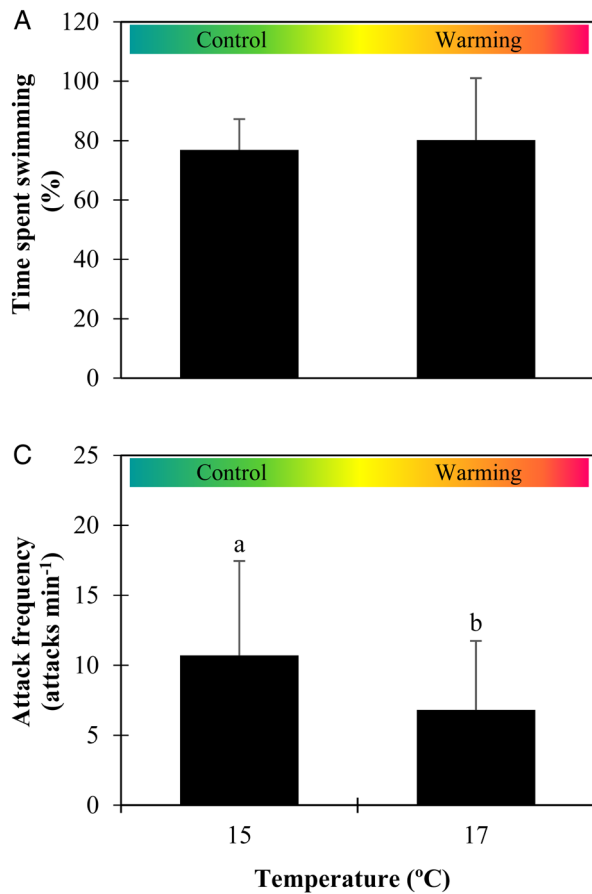 A
Time spent swimming
(%)
120
100
80
60
40
20
0
Control Warming
C
Attack frequency
(attacks min⁻¹)
25
20
15
10
5
0
Control Warming
a
b
15 17
Temperature (ºC)